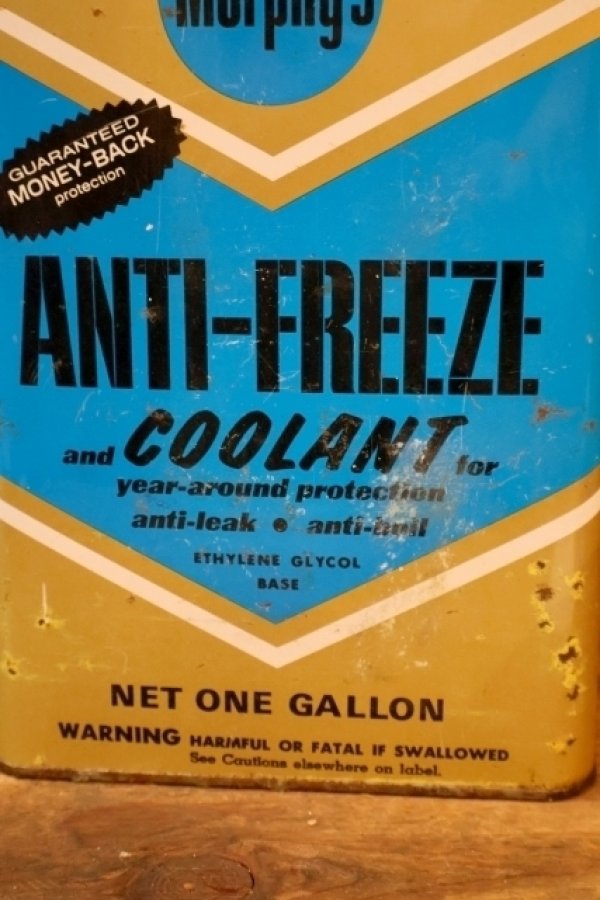 Murphy's
GUARANTEED
MONEY-BACK
protection
ANTI-FREEZE
and COOLANT for
year-around protection
anti-leak • anti-boil
ETHYLENE GLYCOL
BASE
NET ONE GALLON
WARNING HARMFUL OR FATAL IF SWALLOWED
See Cautions elsewhere on label.